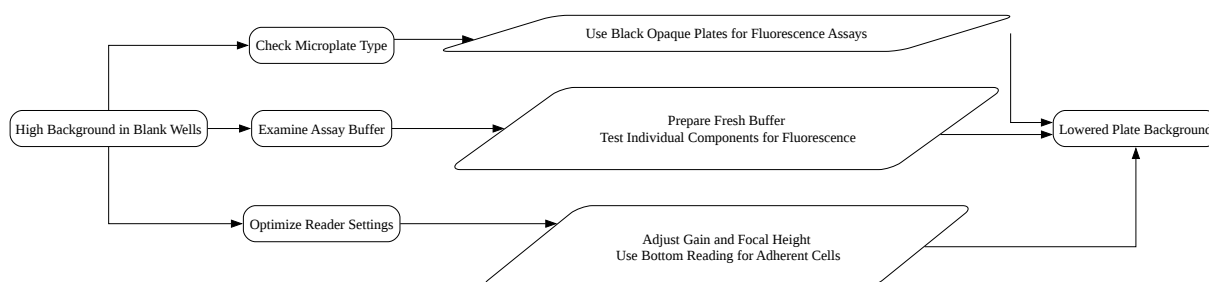 High Background in Blank Wells
Check Microplate Type
Use Black Opaque Plates for Fluorescence Assays
Examine Assay Buffer
Prepare Fresh Buffer
Test Individual Components for Fluorescence
Optimize Reader Settings
Adjust Gain and Focal Height
Use Bottom Reading for Adherent Cells
Lowered Plate Background